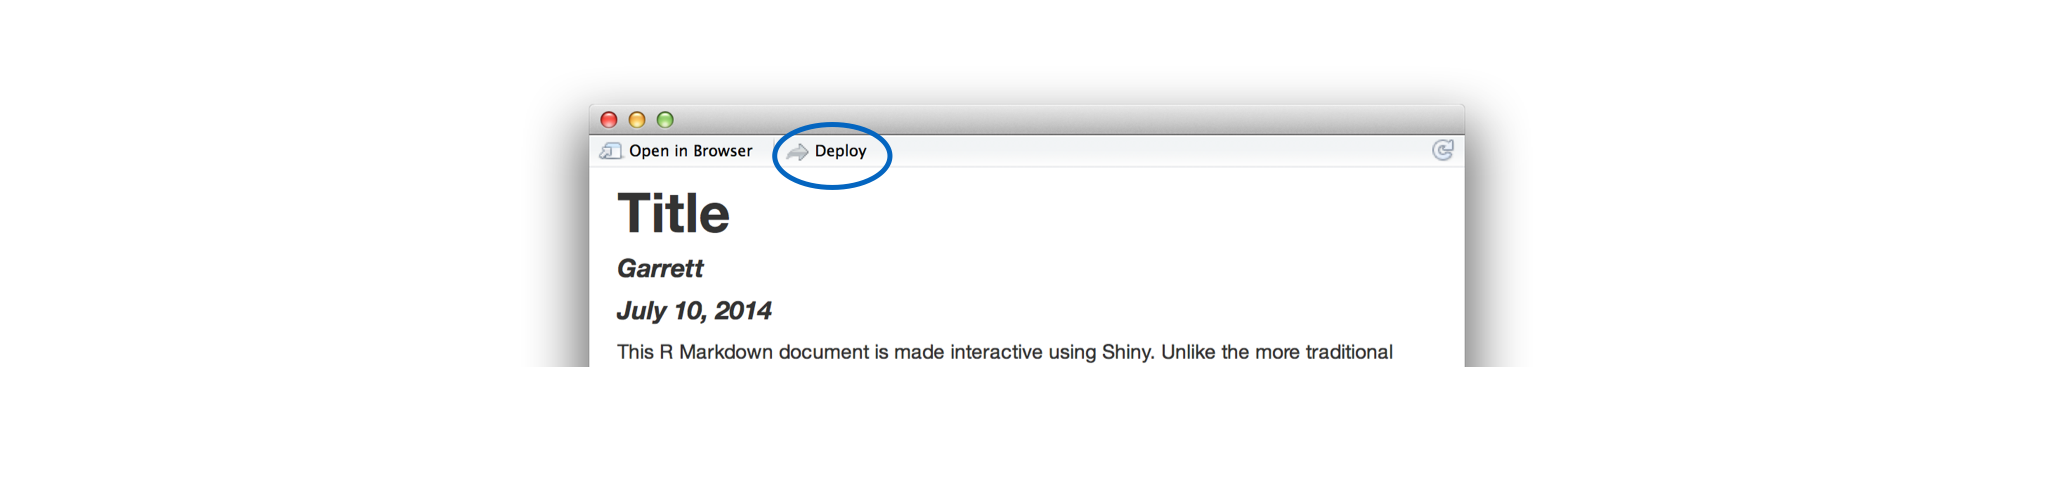 Open in Browser Deploy
Title
Garrett
July 10, 2014
This R Markdown document is made interactive using Shiny. Unlike the more traditional